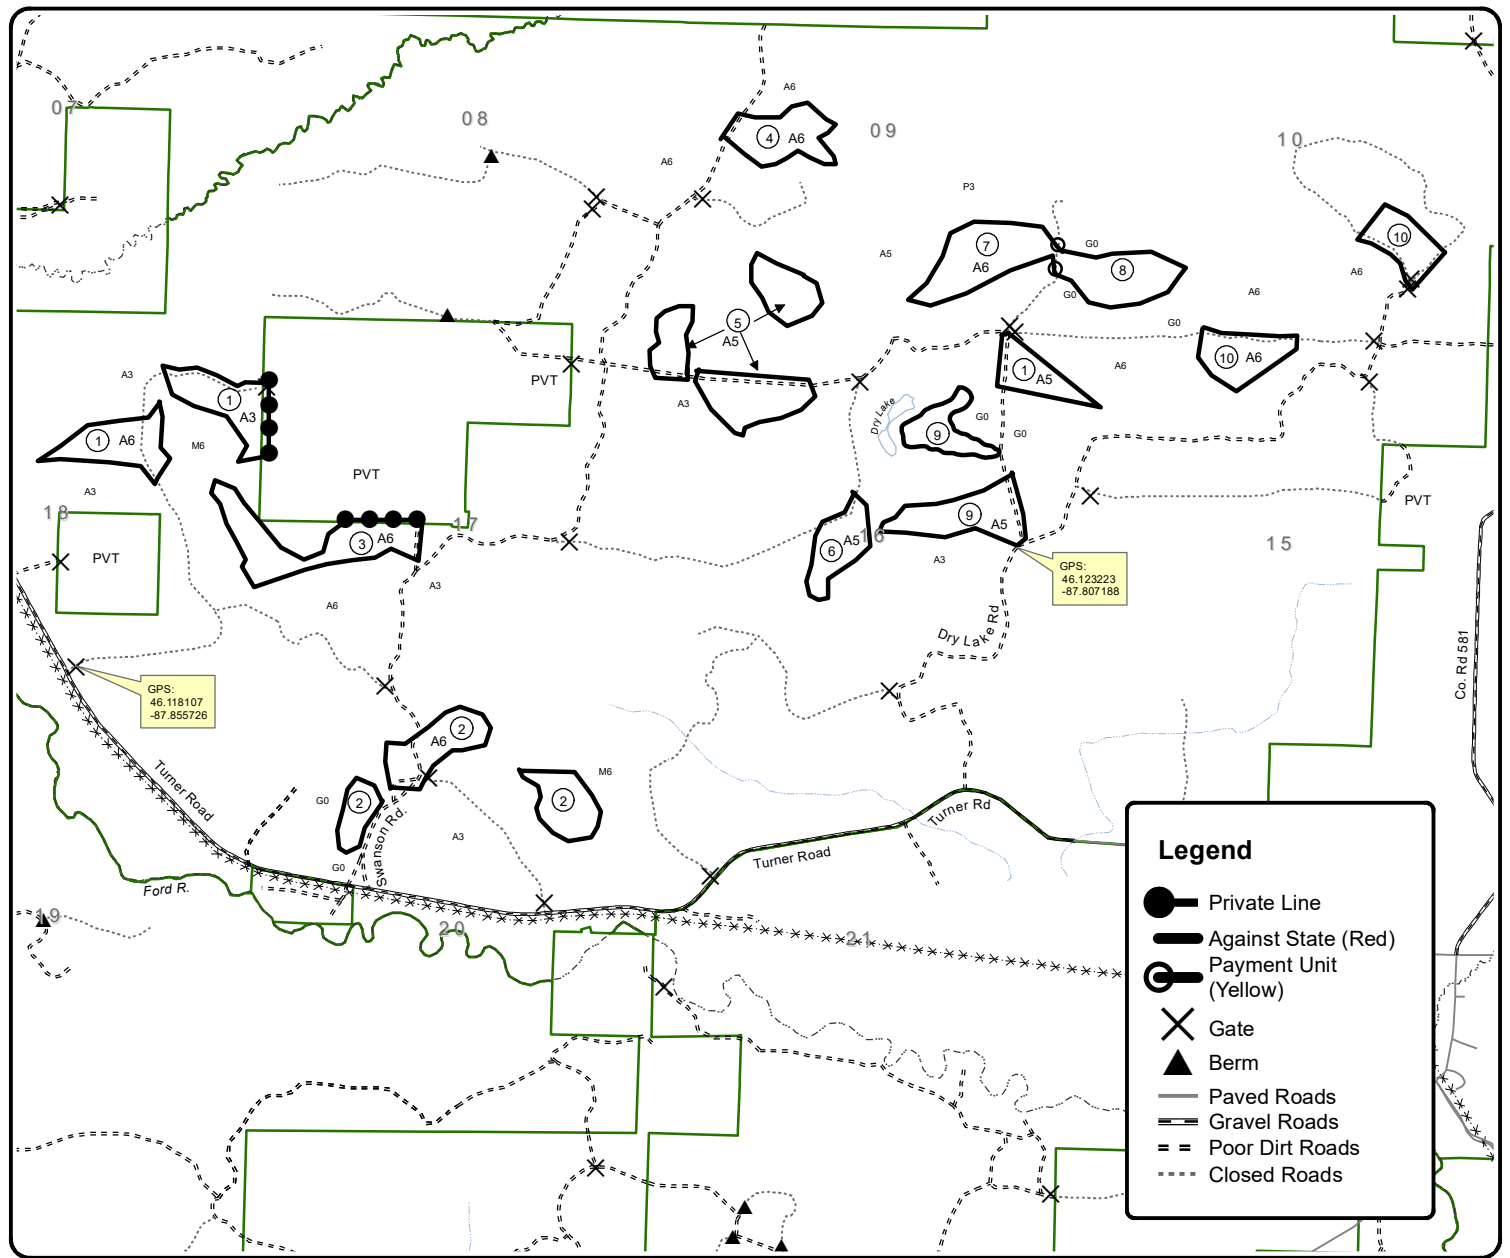 07
08
A6
09
10
4 A6
A6
P3
10
7
A6
G0
8
A5
A6
G0
A6
5
A5
G0
PVT
10 A6
A3
1
A3
A3
1 A5
A6
Dry Lake
G0
9
G0
1 A6
M6
PVT
A3
PVT
18
17
9 A5
16
15
3 A6
6 A5
A3
PVT
GPS:
46.123223
-87.807188
A3
A6
Dry Lake Rd
Co. Rd 581
GPS:
46.118107
-87.855726
2
A6
Turner Road
M6
G0
2
2
Swanson Rd.
A3
Turner Rd
Turner Road
G0
Ford R.
19
20
21
Legend
Private Line
Against State (Red)
Payment Unit
(Yellow)
Gate
Berm
Paved Roads
Gravel Roads
Poor Dirt Roads
Closed Roads